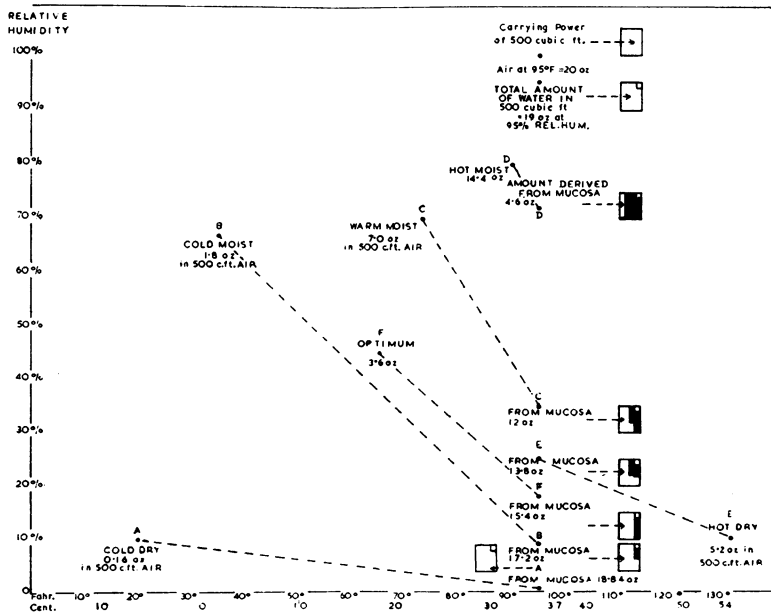 RELATIVE
HUMIDITY
100%
90%
80%
70%
60%
50%
40%
30%
20%
10%
0
Carrying Power
of 500 cubic ft.
Air at 95°F = 20 oz
TOTAL AMOUNT
OF WATER IN
500 cubic ft
= 19 oz at
95% REL. HUM.
D
HOT MOIST
14·4 oz
AMOUNT DERIVED
FROM MUCOSA
4·6 oz
D
C
WARM MOIST
7·0 oz
in 500 c.ft. AIR
B
COLD MOIST
1·8 oz
in 500 c.ft. AIR
F
OPTIMUM
3·6 oz
C
FROM MUCOSA
12 oz
E
FROM MUCOSA
13·8 oz
F
FROM MUCOSA
15·4 oz
B
FROM MUCOSA
17·2 oz
A
FROM MUCOSA 18·84 oz
A
COLD DRY
0·16 oz
in 500 c.ft. AIR
E
HOT DRY
5·2 oz in
500 c.ft. AIR
Fahr. 10° 20° 30° 40° 50° 60° 70° 80° 90° 100° 110° 120° 130°
Cent. 10 0 10 20 30 37 40 50 54